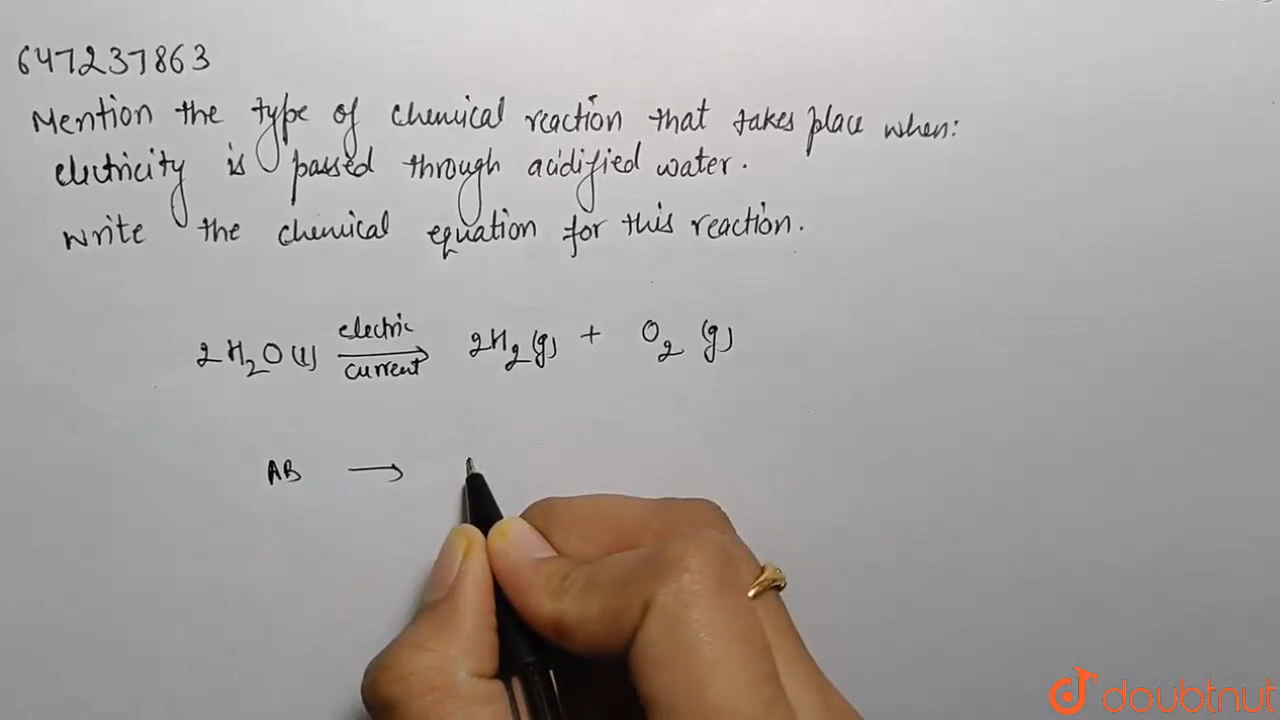 647237863
Mention the type of chemical reaction that takes place when:
electricity is passed through acidified water.
write the chemical equation for this reaction.
2H₂O(l) electric current → 2H₂(g) + O₂ (g)
AB →
doubtnut